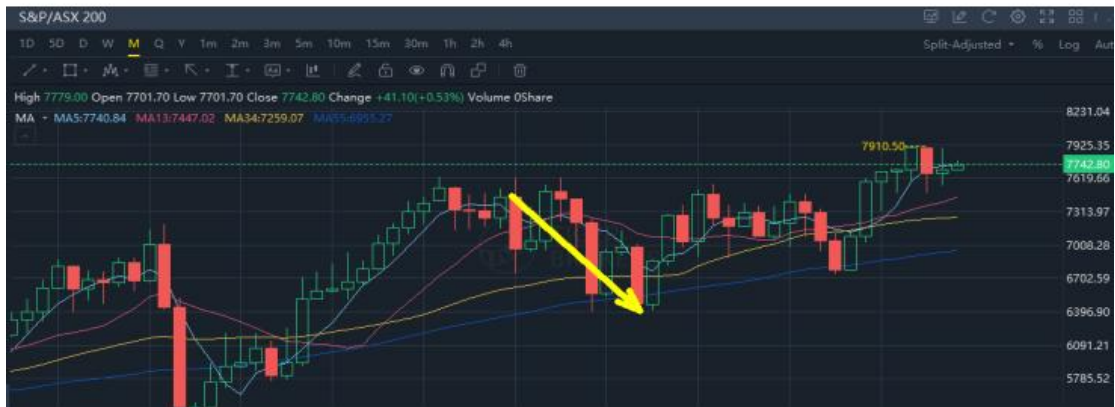 S&P/ASX 200
1D 5D D W M Q Y 1m 2m 3m 5m 10m 15m 30m 1h 2h 4h Split-Adjusted % Log Aut
High 7779.00 Open 7701.70 Low 7701.70 Close 7742.80 Change +41.10(+0.53%) Volume 0Share
MA MA5:7740.84 MA13:7447.02 MA34:7259.07 MA55:6955.27
8231.04
7910.50
7925.35
7742.80
7619.66
7313.97
7008.28
6702.59
6396.90
6091.21
5785.52